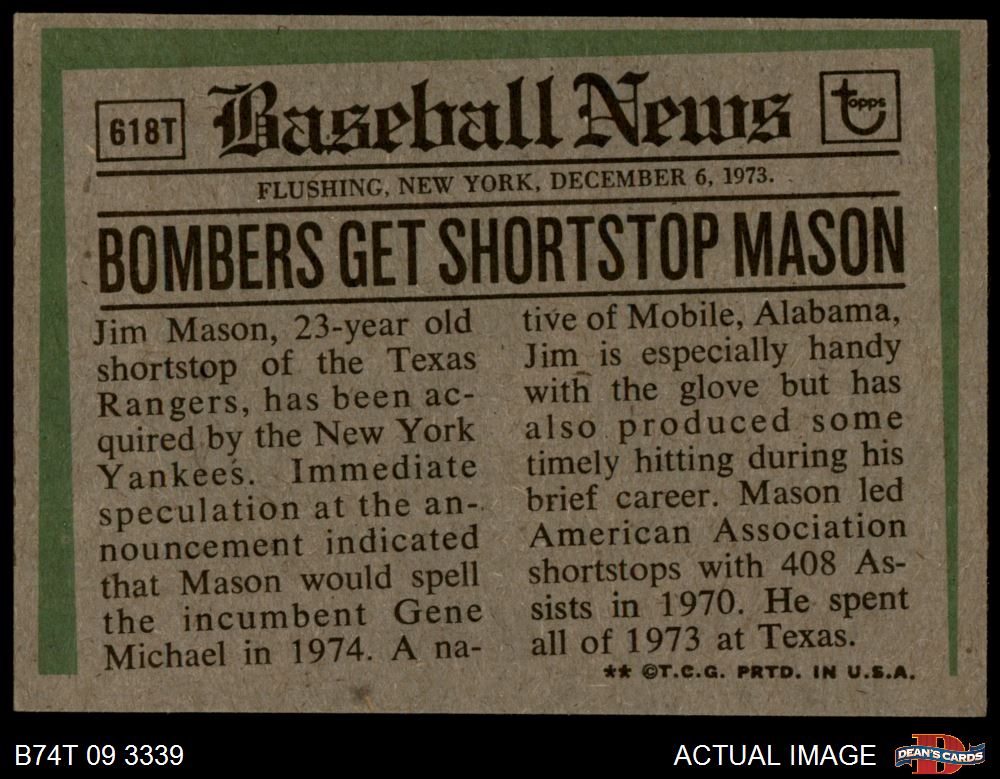 618T
Baseball News
topps
FLUSHING, NEW YORK, DECEMBER 6, 1973.
BOMBERS GET SHORTSTOP MASON
Jim Mason, 23-year old
shortstop of the Texas
Rangers, has been ac-
quired by the New York
Yankees. Immediate
speculation at the an-
nouncement indicated
that Mason would spell
the incumbent Gene
Michael in 1974. A na-
tive of Mobile, Alabama,
Jim is especially handy
with the glove but has
also produced some
timely hitting during his
brief career. Mason led
American Association
shortstops with 408 As-
sists in 1970. He spent
all of 1973 at Texas.
** ©T.C.G. PRTD. IN U.S.A.
B74T 09 3339
ACTUAL IMAGE
DEAN'S CARDS